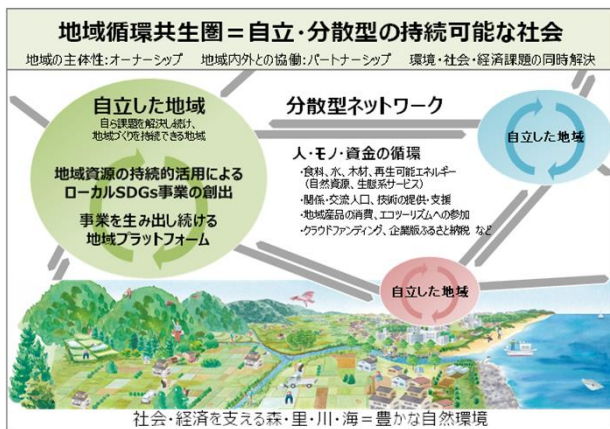 地域循環共生圏＝自立・分散型の持続可能な社会
地域の主体性：オーナーシップ　地域内外との協働：パートナーシップ　環境・社会・経済課題の同時解決
自立した地域
自ら課題を解決し続け、
地域づくりを持続できる地域
地域資源の持続的活用による
ローカルSDGs事業の創出
事業を生み出し続ける
地域プラットフォーム
分散型ネットワーク
人・モノ・資金の循環
・食料、水、木材、再生可能エネルギー
（自然資源、生態系サービス）
・関係・交流人口、技術の提供・支援
・地域産品の消費、エコツーリズムへの参加
・クラウドファンディング、企業版ふるさと納税　など
自立した地域
自立した地域
社会・経済を支える森・里・川・海＝豊かな自然環境